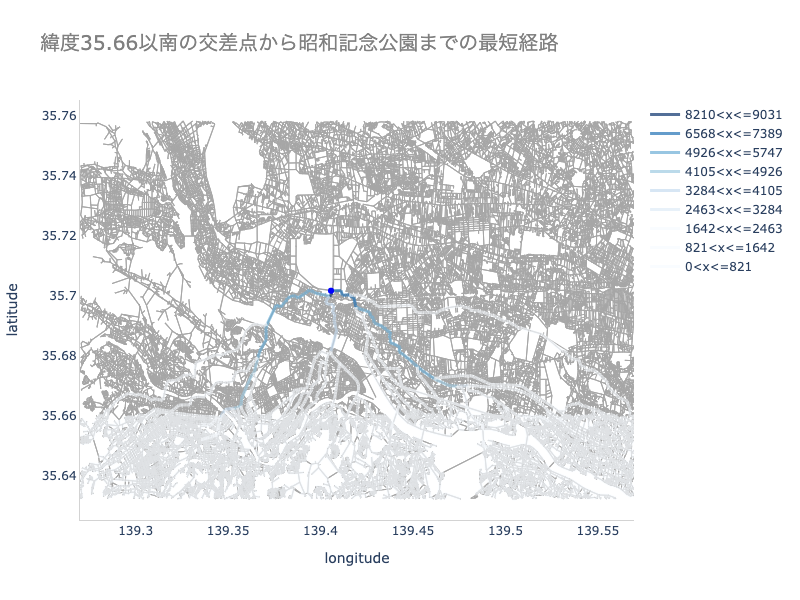 緯度35.66以南の交差点から昭和記念公園までの最短経路
8210<x<=9031
6568<x<=7389
4926<x<=5747
4105<x<=4926
3284<x<=4105
2463<x<=3284
1642<x<=2463
821<x<=1642
0<x<=821
latitude
35.76
35.74
35.72
35.7
35.68
35.66
35.64
139.3
139.35
139.4
139.45
139.5
139.55
longitude